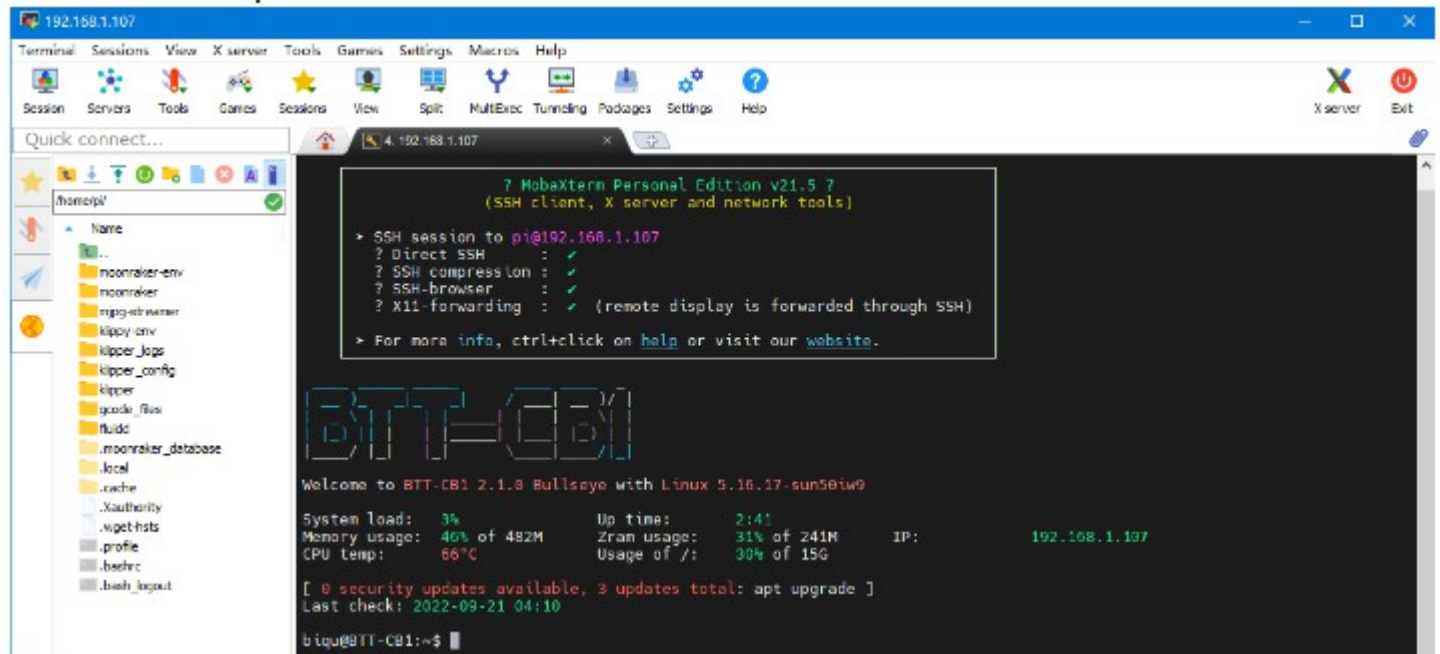 192.168.1.107
Terminal Sessions View X server Tools Games Settings Macros Help
Session Servers Tools Games Sessions View Split MultiExec Tunneling Packages Settings Help X server Exit
Quick connect...
4. 192.168.1.107
/home/pi/
Name
..
moonraker-env
moonraker
mjpg-streamer
klippy-env
klipper_logs
klipper_config
klipper
gcode_files
fluidd
.moonraker_database
.local
.cache
.Xauthority
.wget-hsts
.profile
.bashrc
.bash_logout
? MobaXterm Personal Edition v21.5 ?
(SSH client, X server and network tools)
➤ SSH session to pi@192.168.1.107
? Direct SSH : ✔
? SSH compression : ✔
? SSH-browser : ✔
? X11-forwarding : ✔ (remote display is forwarded through SSH)
➤ For more info, ctrl+click on help or visit our website.
BTT-CB1
Welcome to BTT-CB1 2.1.0 Bullseye with Linux 5.16.17-sun50iw9
System load: 3% Up time: 2:41
Memory usage: 46% of 482M Zram usage: 31% of 241M IP: 192.168.1.107
CPU temp: 66°C Usage of /: 30% of 15G
[ 0 security updates available, 3 updates total: apt upgrade ]
Last check: 2022-09-21 04:10
biqu@BTT-CB1:~$